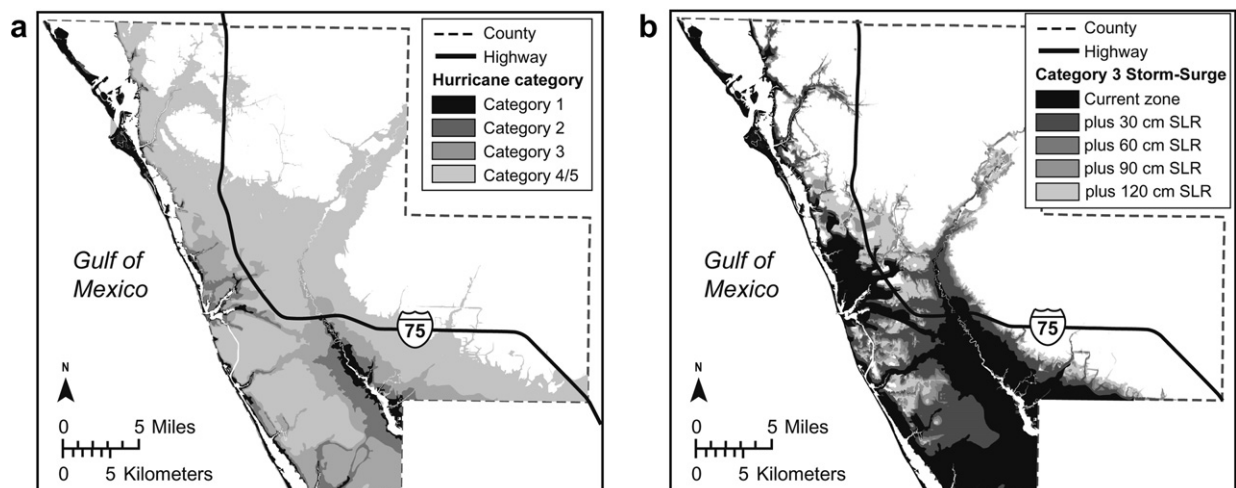 a
County
Highway
Hurricane category
Category 1
Category 2
Category 3
Category 4/5
Gulf of
Mexico
75
N
0 5 Miles
0 5 Kilometers
b
County
Highway
Category 3 Storm-Surge
Current zone
plus 30 cm SLR
plus 60 cm SLR
plus 90 cm SLR
plus 120 cm SLR
Gulf of
Mexico
75
N
0 5 Miles
0 5 Kilometers